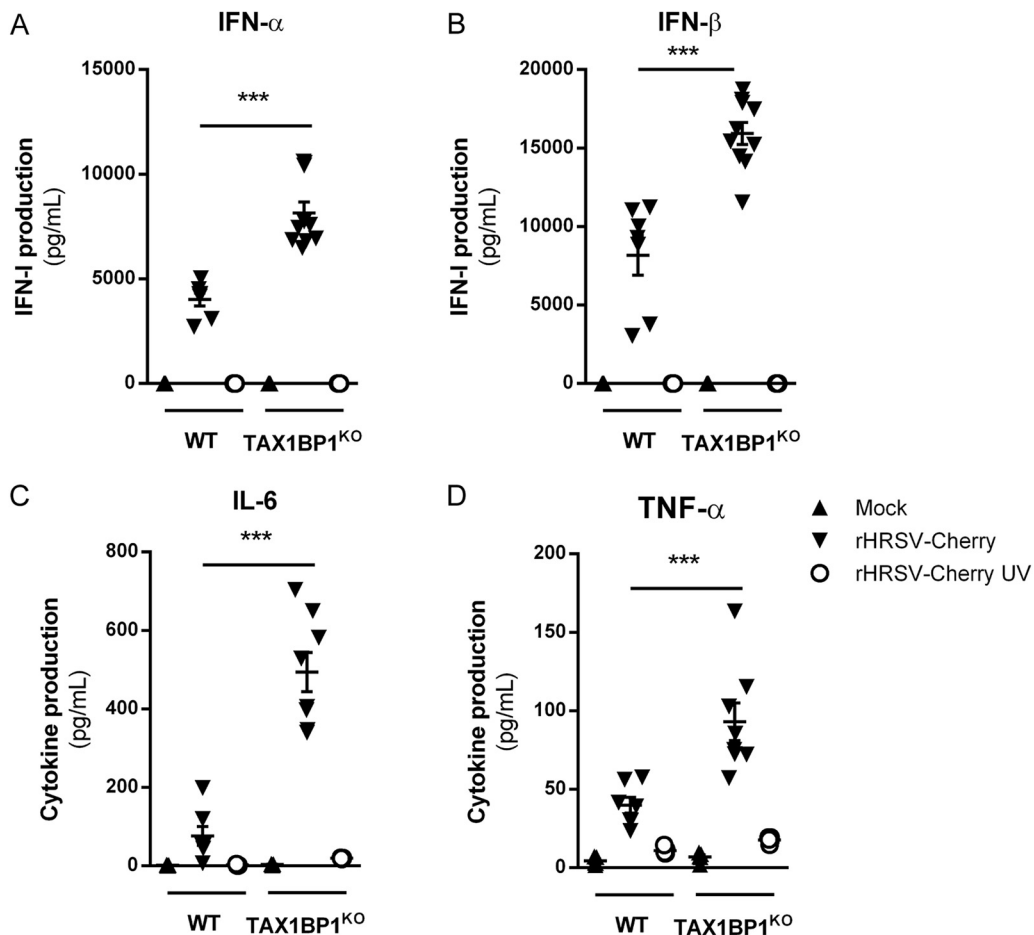 A
IFN-α
IFN-I production
(pg/mL)
15000
10000
5000
0
***
WT
TAX1BP1KO
B
IFN-β
IFN-I production
(pg/mL)
20000
15000
10000
5000
0
***
WT
TAX1BP1KO
C
IL-6
Cytokine production
(pg/mL)
800
600
400
200
0
***
WT
TAX1BP1KO
D
TNF-α
Cytokine production
(pg/mL)
200
150
100
50
0
***
WT
TAX1BP1KO
Mock
rHRSV-Cherry
rHRSV-Cherry UV